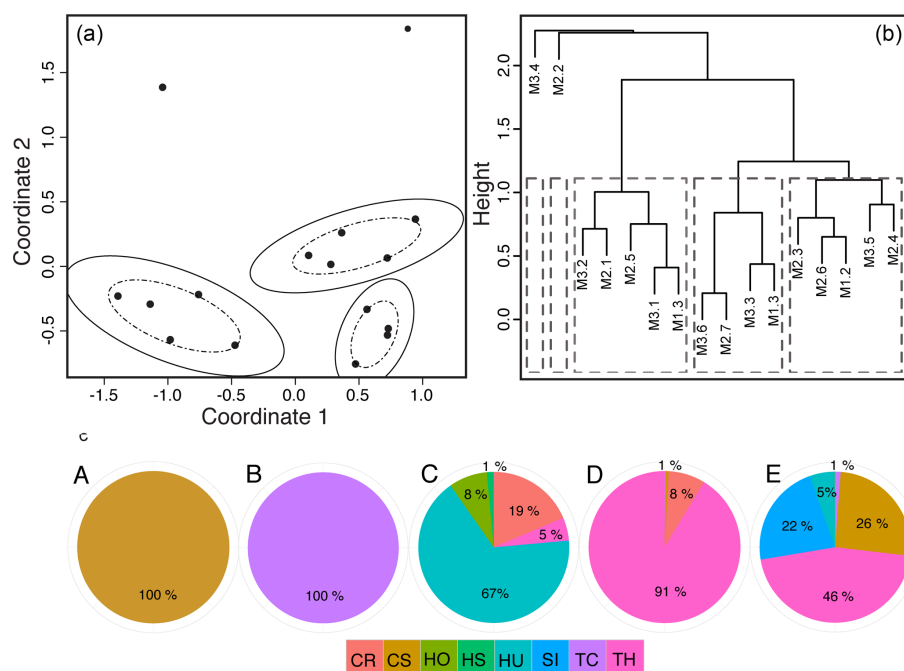 (a)
Coordinate 2
1.5
1.0
0.5
0.0
-0.5
-1.5 -1.0 -0.5 0.0 0.5 1.0
Coordinate 1
(b)
Height
2.0
1.5
1.0
0.5
0.0
M3.4
M2.2
M3.2
M2.1
M2.5
M3.1
M1.3
M3.6
M2.7
M3.3
M1.3
M2.3
M2.6
M1.2
M3.5
M2.4
c
A
100 %
B
100 %
C
1 %
8 %
19 %
5 %
67%
D
1 %
8 %
91 %
E
1 %
5%
22 %
26 %
46 %
CR CS HO HS HU SI TC TH